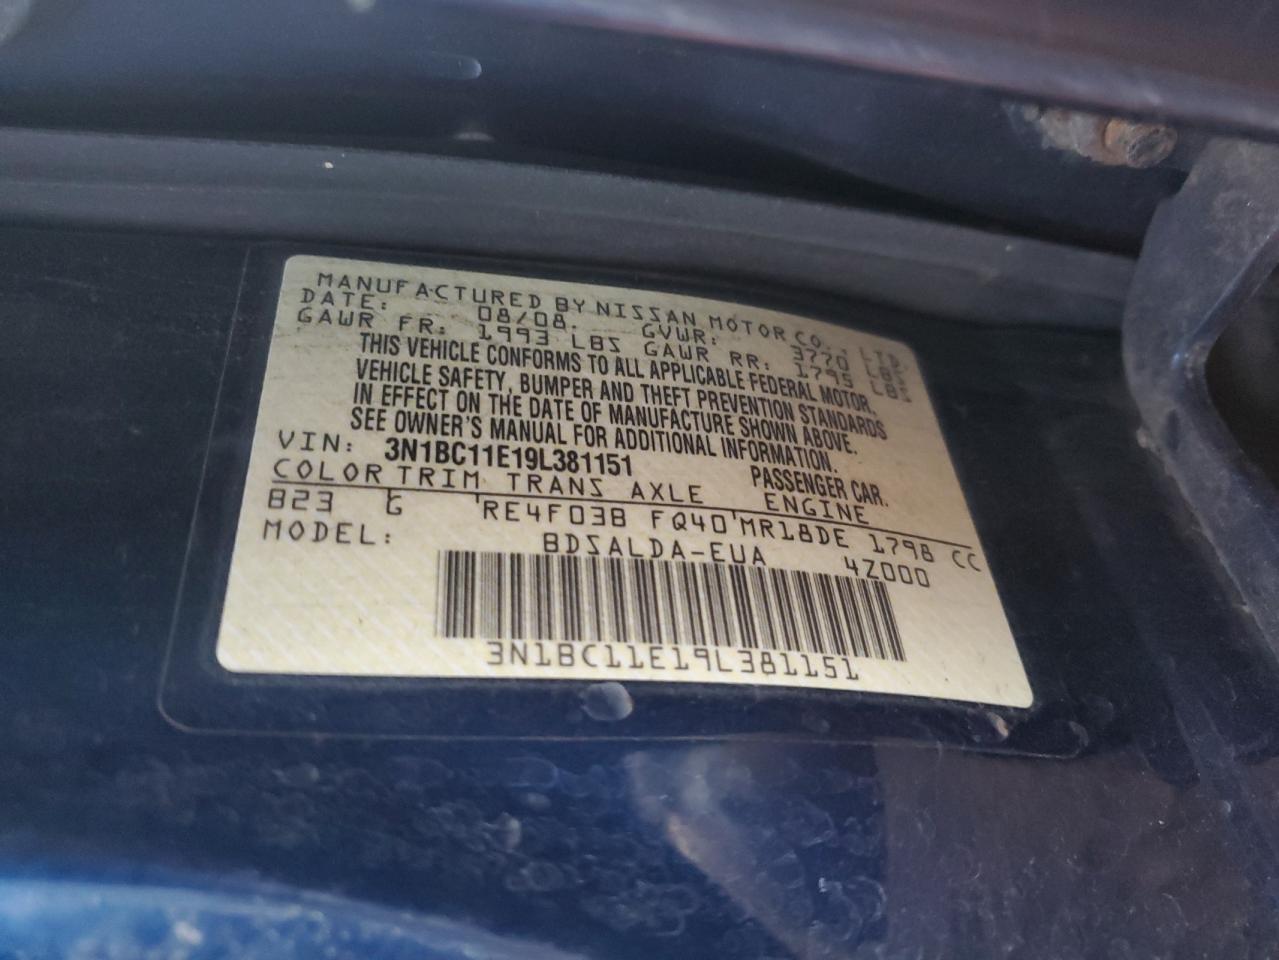 MANUFACTURED BY NISSAN MOTOR CO., LTD
DATE: 08/08. GVWR: 3770 LBS
GAWR FR: 1993 LBS GAWR RR: 1795 LBS
THIS VEHICLE CONFORMS TO ALL APPLICABLE FEDERAL MOTOR
VEHICLE SAFETY, BUMPER AND THEFT PREVENTION STANDARDS
IN EFFECT ON THE DATE OF MANUFACTURE SHOWN ABOVE.
SEE OWNER'S MANUAL FOR ADDITIONAL INFORMATION.
VIN: 3N1BC11E19L381151 PASSENGER CAR.
COLOR TRIM TRANS AXLE ENGINE
B23 G RE4F03B FQ40 MR18DE 1798 CC
MODEL: BDSALDA-EUA 4Z000
3N1BC11E19L381151